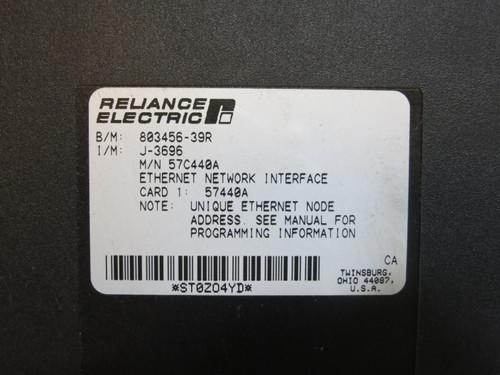 RELIANCE
ELECTRIC
B/M: 803456-39R
I/M: J-3696
M/N 57C440A
ETHERNET NETWORK INTERFACE
CARD 1: 57440A
NOTE: UNIQUE ETHERNET NODE
ADDRESS. SEE MANUAL FOR
PROGRAMMING INFORMATION
CA
*ST0Z04YD*
TWINSBURG,
OHIO 44087,
U.S.A.